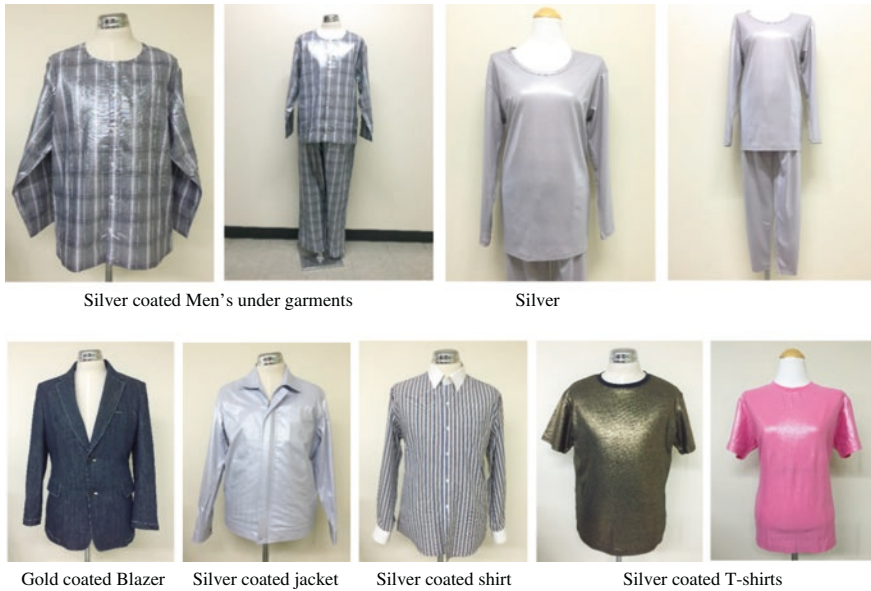 Silver coated Men's under garments
Silver
Gold coated Blazer
Silver coated jacket
Silver coated shirt
Silver coated T-shirts